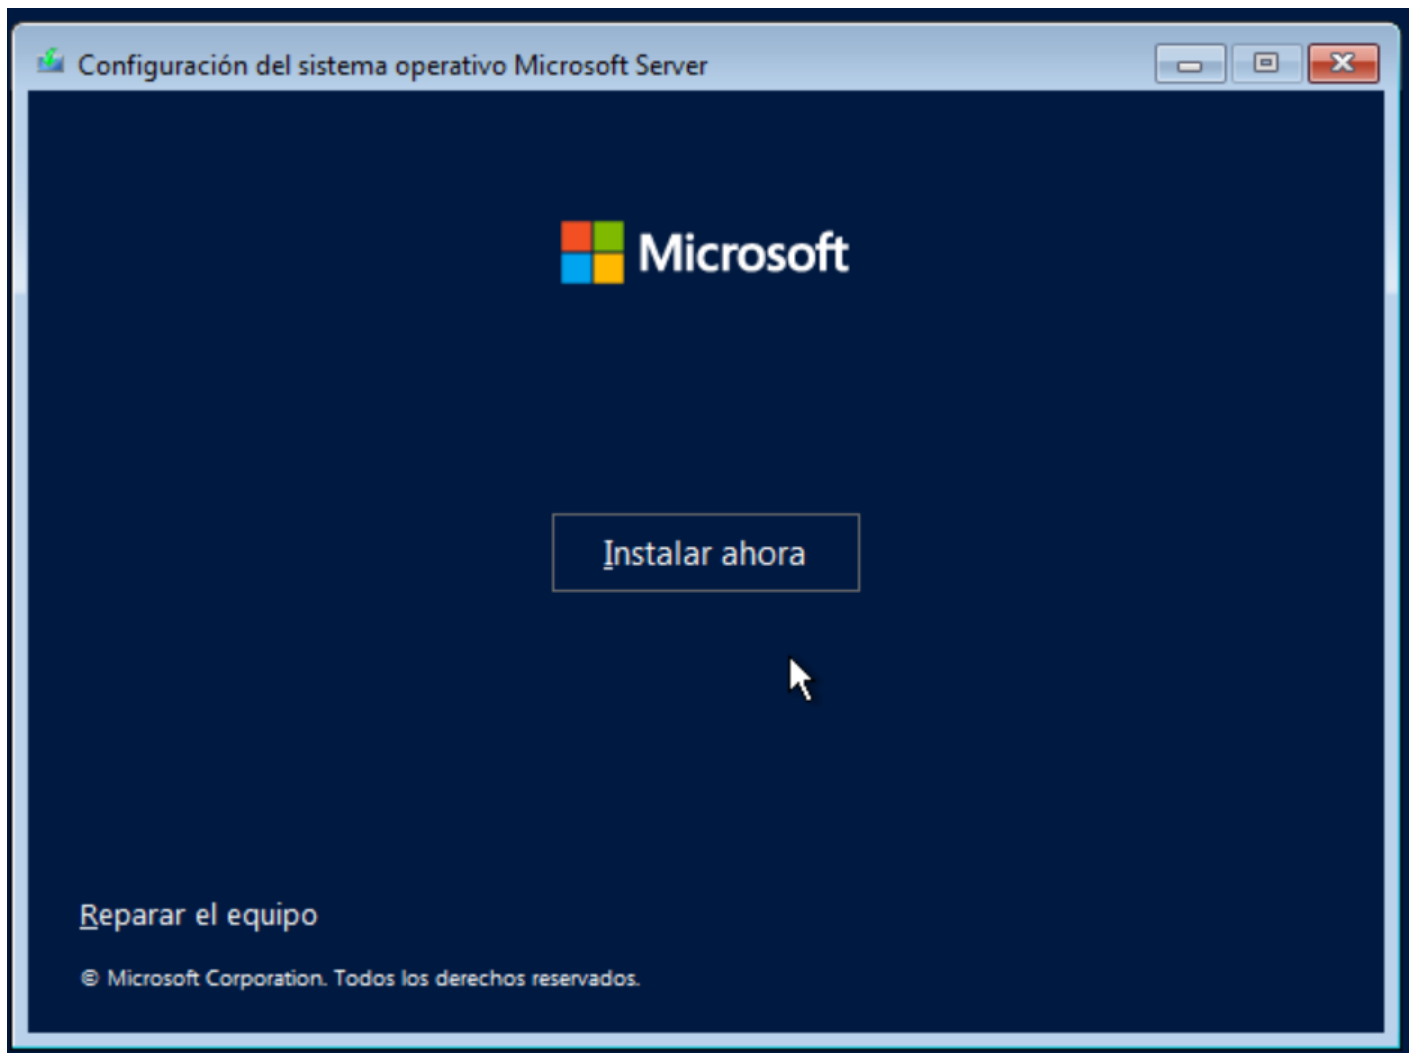 Configuración del sistema operativo Microsoft Server
Microsoft
Instalar ahora
Reparar el equipo
© Microsoft Corporation. Todos los derechos reservados.